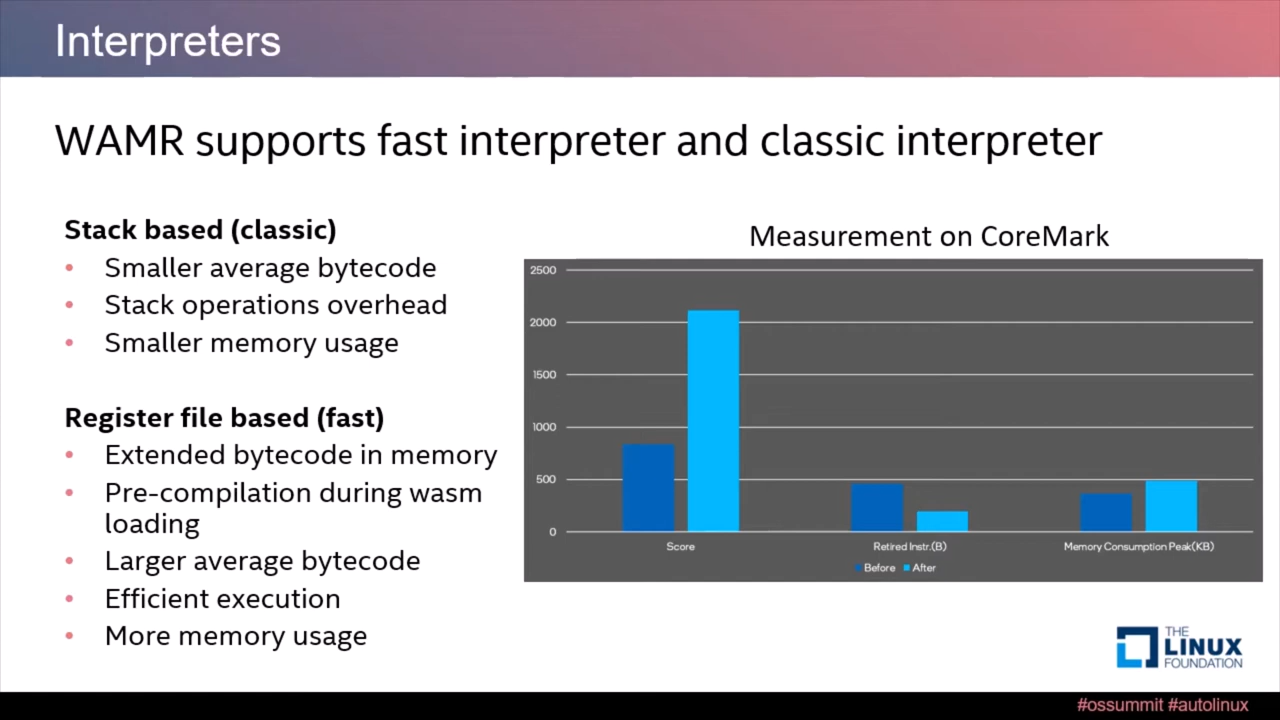 Interpreters
WAMR supports fast interpreter and classic interpreter
Stack based (classic)
• Smaller average bytecode
• Stack operations overhead
• Smaller memory usage
Register file based (fast)
• Extended bytecode in memory
• Pre-compilation during wasm
loading
• Larger average bytecode
• Efficient execution
• More memory usage
Measurement on CoreMark
2500
2000
1500
1000
500
0
Score
Retired Instr.(B)
Memory Consumption Peak(KB)
Before After
THE
LINUX
FOUNDATION
#ossummit #autolinux